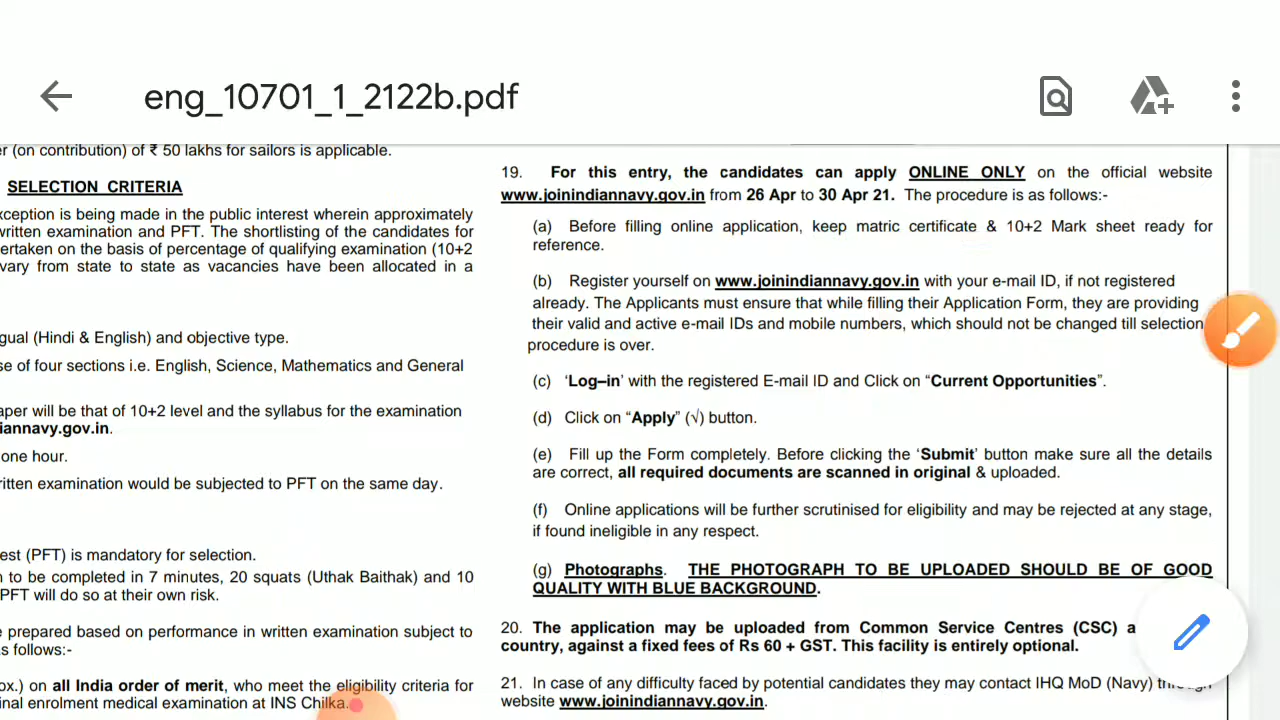 eng_10701_1_2122b.pdf
er (on contribution) of ₹ 50 lakhs for sailors is applicable.
SELECTION CRITERIA
xception is being made in the public interest wherein approximately
written examination and PFT. The shortlisting of the candidates for
ertaken on the basis of percentage of qualifying examination (10+2
vary from state to state as vacancies have been allocated in a
gual (Hindi & English) and objective type.
se of four sections i.e. English, Science, Mathematics and General
aper will be that of 10+2 level and the syllabus for the examination
iannavy.gov.in.
one hour.
ritten examination would be subjected to PFT on the same day.
est (PFT) is mandatory for selection.
n to be completed in 7 minutes, 20 squats (Uthak Baithak) and 10
PFT will do so at their own risk.
e prepared based on performance in written examination subject to
s follows:-
ox.) on all India order of merit, who meet the eligibility criteria for
inal enrolment medical examination at INS Chilka.
19. For this entry, the candidates can apply ONLINE ONLY on the official website
www.joinindiannavy.gov.in from 26 Apr to 30 Apr 21. The procedure is as follows:-
(a) Before filling online application, keep matric certificate & 10+2 Mark sheet ready for
reference.
(b) Register yourself on www.joinindiannavy.gov.in with your e-mail ID, if not registered
already. The Applicants must ensure that while filling their Application Form, they are providing
their valid and active e-mail IDs and mobile numbers, which should not be changed till selection
procedure is over.
(c) ‘Log–in’ with the registered E-mail ID and Click on “Current Opportunities”.
(d) Click on “Apply” (√) button.
(e) Fill up the Form completely. Before clicking the ‘Submit’ button make sure all the details
are correct, all required documents are scanned in original & uploaded.
(f) Online applications will be further scrutinised for eligibility and may be rejected at any stage,
if found ineligible in any respect.
(g) Photographs. THE PHOTOGRAPH TO BE UPLOADED SHOULD BE OF GOOD
QUALITY WITH BLUE BACKGROUND.
20. The application may be uploaded from Common Service Centres (CSC) a
country, against a fixed fees of Rs 60 + GST. This facility is entirely optional.
21. In case of any difficulty faced by potential candidates they may contact IHQ MoD (Navy)
website www.joinindiannavy.gov.in.